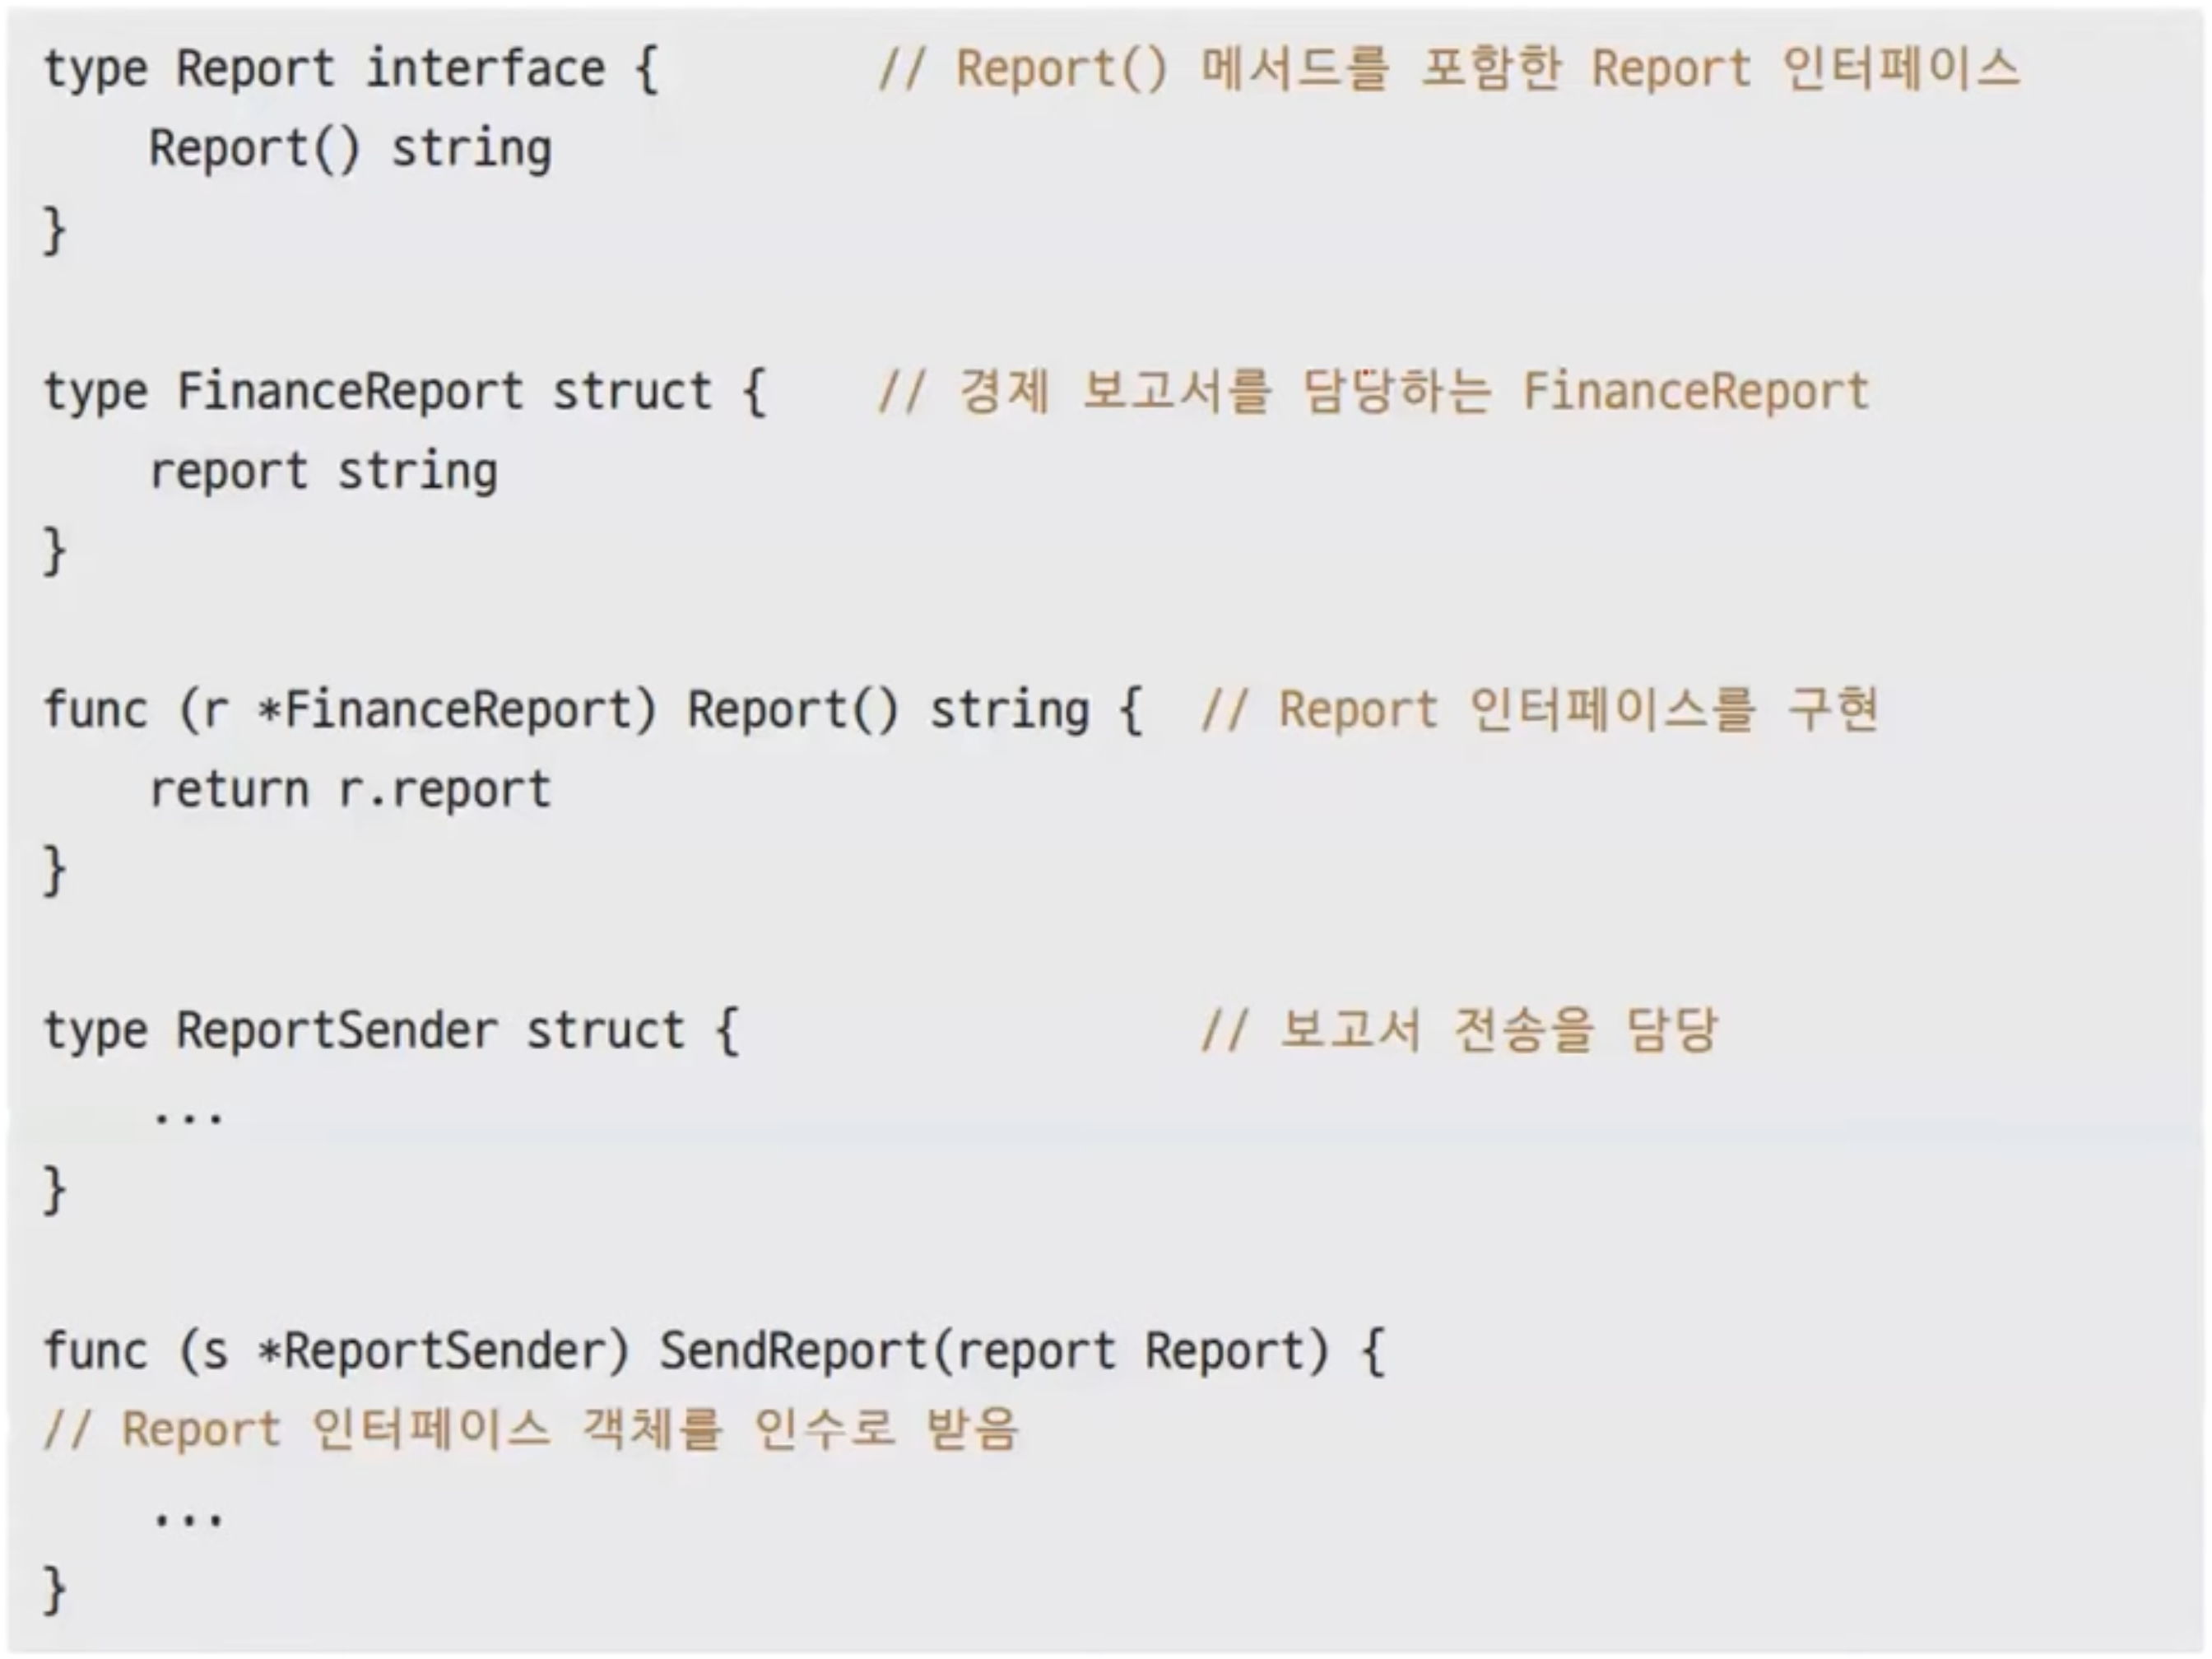 type Report interface {        // Report() 메서드를 포함한 Report 인터페이스
    Report() string
}
type FinanceReport struct {    // 경제 보고서를 담당하는 FinanceReport
    report string
}
func (r *FinanceReport) Report() string {  // Report 인터페이스를 구현
    return r.report
}
type ReportSender struct {                 // 보고서 전송을 담당
    ...
}
func (s *ReportSender) SendReport(report Report) {
// Report 인터페이스 객체를 인수로 받음
    ...
}